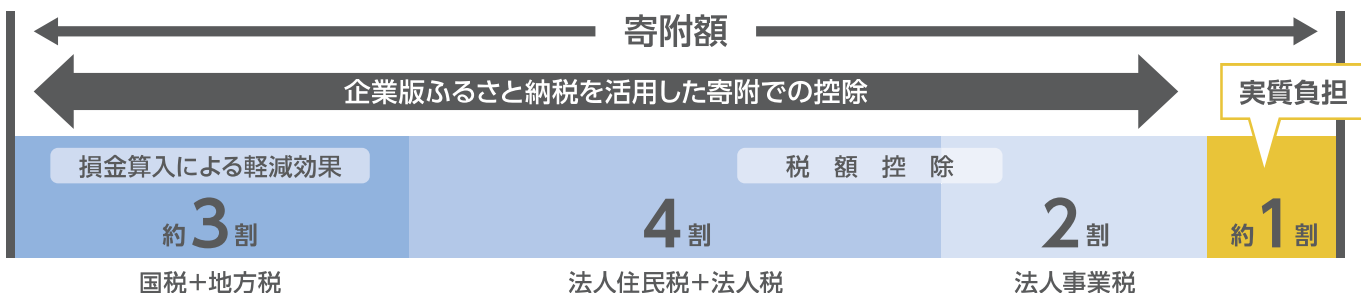 寄附額
企業版ふるさと納税を活用した寄附での控除
実質負担
損金算入による軽減効果
税額控除
約3割
4割
2割
約1割
国税+地方税
法人住民税+法人税
法人事業税